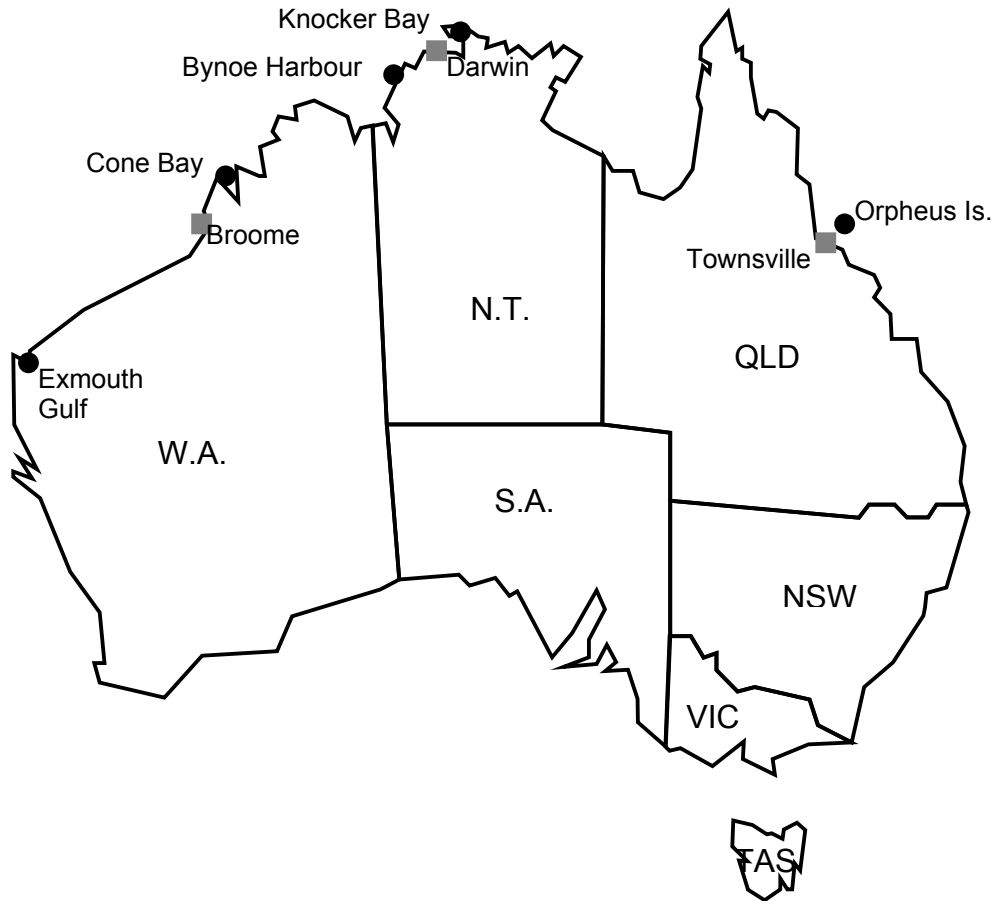 Knocker Bay
Bynoe Harbour
Darwin
Cone Bay
Broome
Orpheus Is.
Townsville
N.T.
QLD
Exmouth
Gulf
W.A.
S.A.
NSW
VIC
TAS